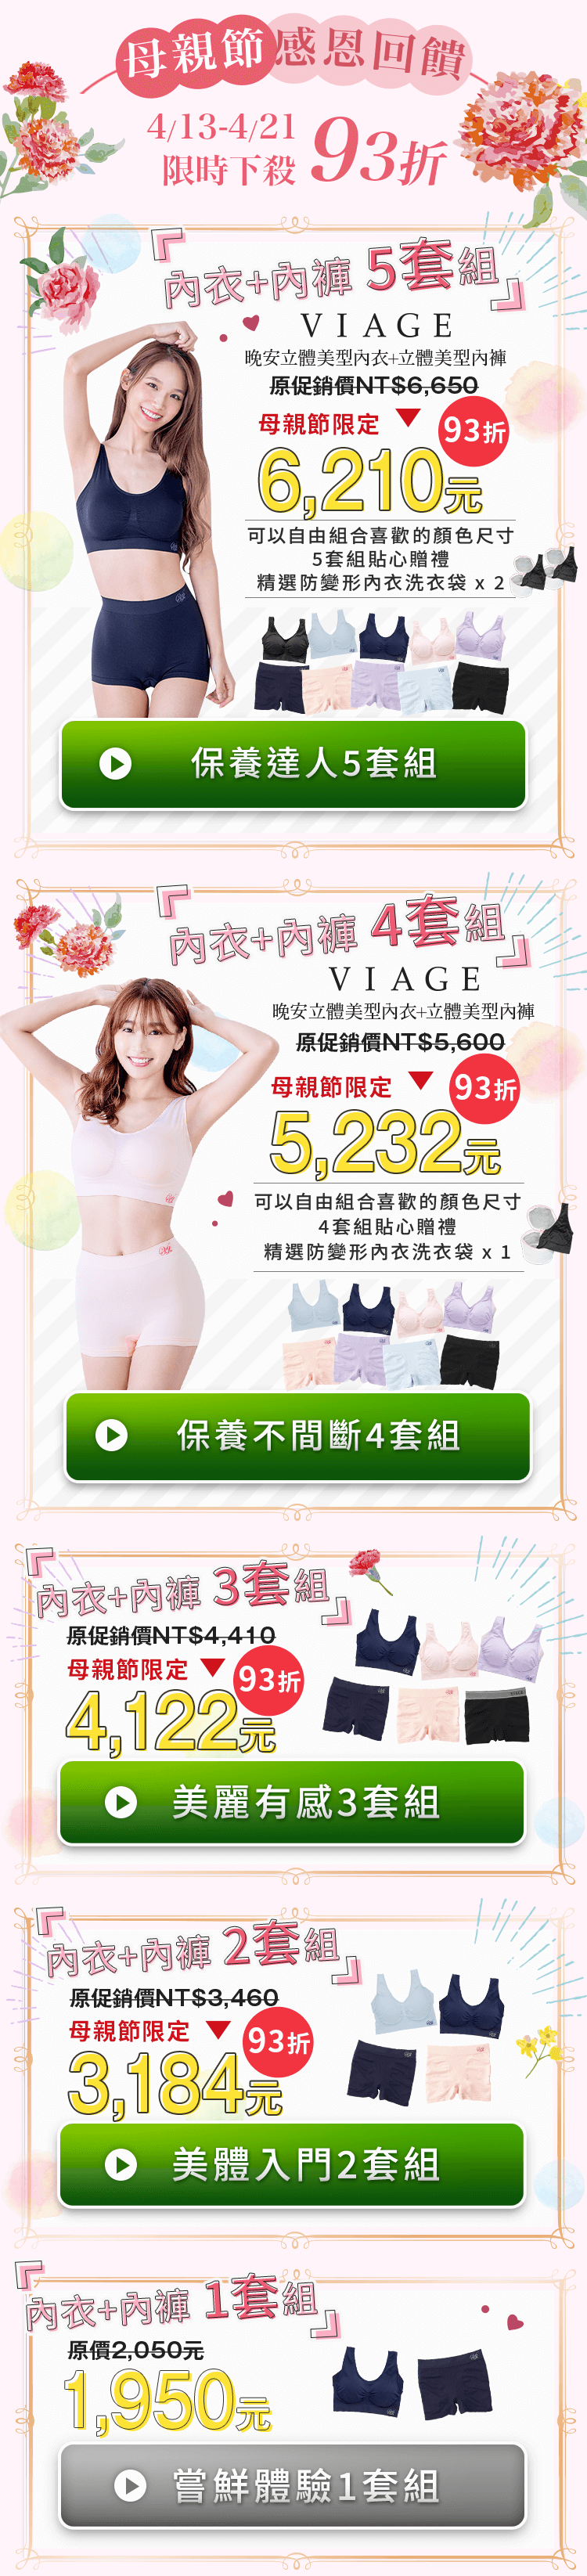 母親節感恩回饋
4/13-4/21
限時下殺 93折
內衣+內褲 5套組
VIAGE
晚安立體美型內衣+立體美型內褲
原促銷價NT$6,650
母親節限定 ▼ 93折
6,210元
可以自由組合喜歡的顏色尺寸
5套組貼心贈禮
精選防變形內衣洗衣袋 x 2
保養達人5套組
內衣+內褲 4套組
VIAGE
晚安立體美型內衣+立體美型內褲
原促銷價NT$5,600
母親節限定 ▼ 93折
5,232元
可以自由組合喜歡的顏色尺寸
4套組貼心贈禮
精選防變形內衣洗衣袋 x 1
保養不間斷4套組
內衣+內褲 3套組
原促銷價NT$4,410
母親節限定 ▼ 93折
4,122元
美麗有感3套組
內衣+內褲 2套組
原促銷價NT$3,460
母親節限定 ▼ 93折
3,184元
美體入門2套組
內衣+內褲 1套組
原價2,050元
1,950元
嘗鮮體驗1套組